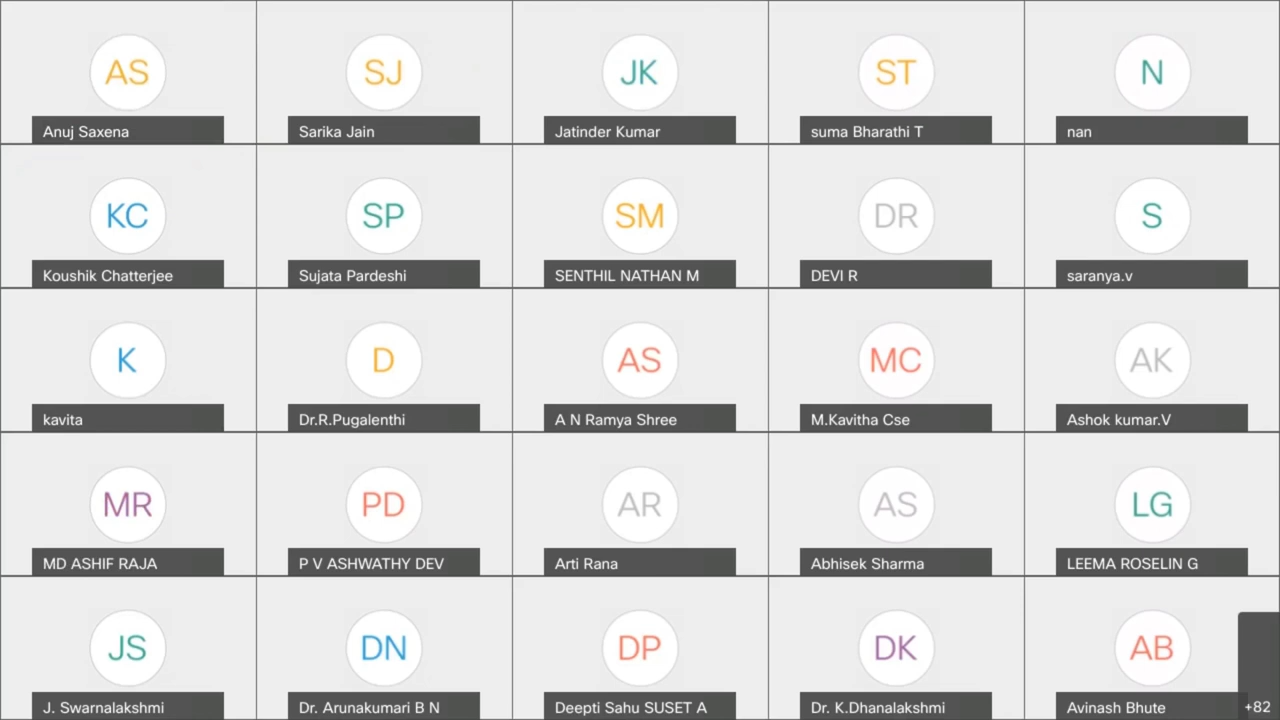 AS
Anuj Saxena
SJ
Sarika Jain
JK
Jatinder Kumar
ST
suma Bharathi T
N
nan
KC
Koushik Chatterjee
SP
Sujata Pardeshi
SM
SENTHIL NATHAN M
DR
DEVI R
S
saranya.v
K
kavita
D
Dr.R.Pugalenthi
AS
A N Ramya Shree
MC
M.Kavitha Cse
AK
Ashok kumar.V
MR
MD ASHIF RAJA
PD
P V ASHWATHY DEV
AR
Arti Rana
AS
Abhisek Sharma
LG
LEEMA ROSELIN G
JS
J. Swarnalakshmi
DN
Dr. Arunakumari B N
DP
Deepti Sahu SUSET A
DK
Dr. K.Dhanalakshmi
AB
Avinash Bhute
+82